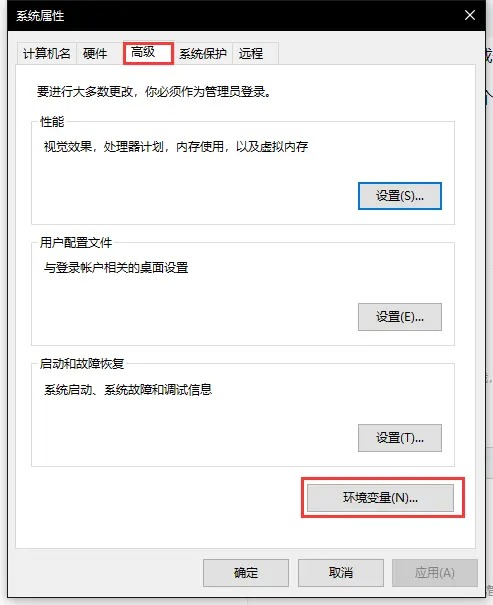 系统属性
计算机名 硬件 高级 系统保护 远程
要进行大多数更改，你必须作为管理员登录。
性能
视觉效果，处理器计划，内存使用，以及虚拟内存
设置(S)...
用户配置文件
与登录帐户相关的桌面设置
设置(E)...
启动和故障恢复
系统启动、系统故障和调试信息
设置(T)...
环境变量(N)...
确定 取消 应用(A)